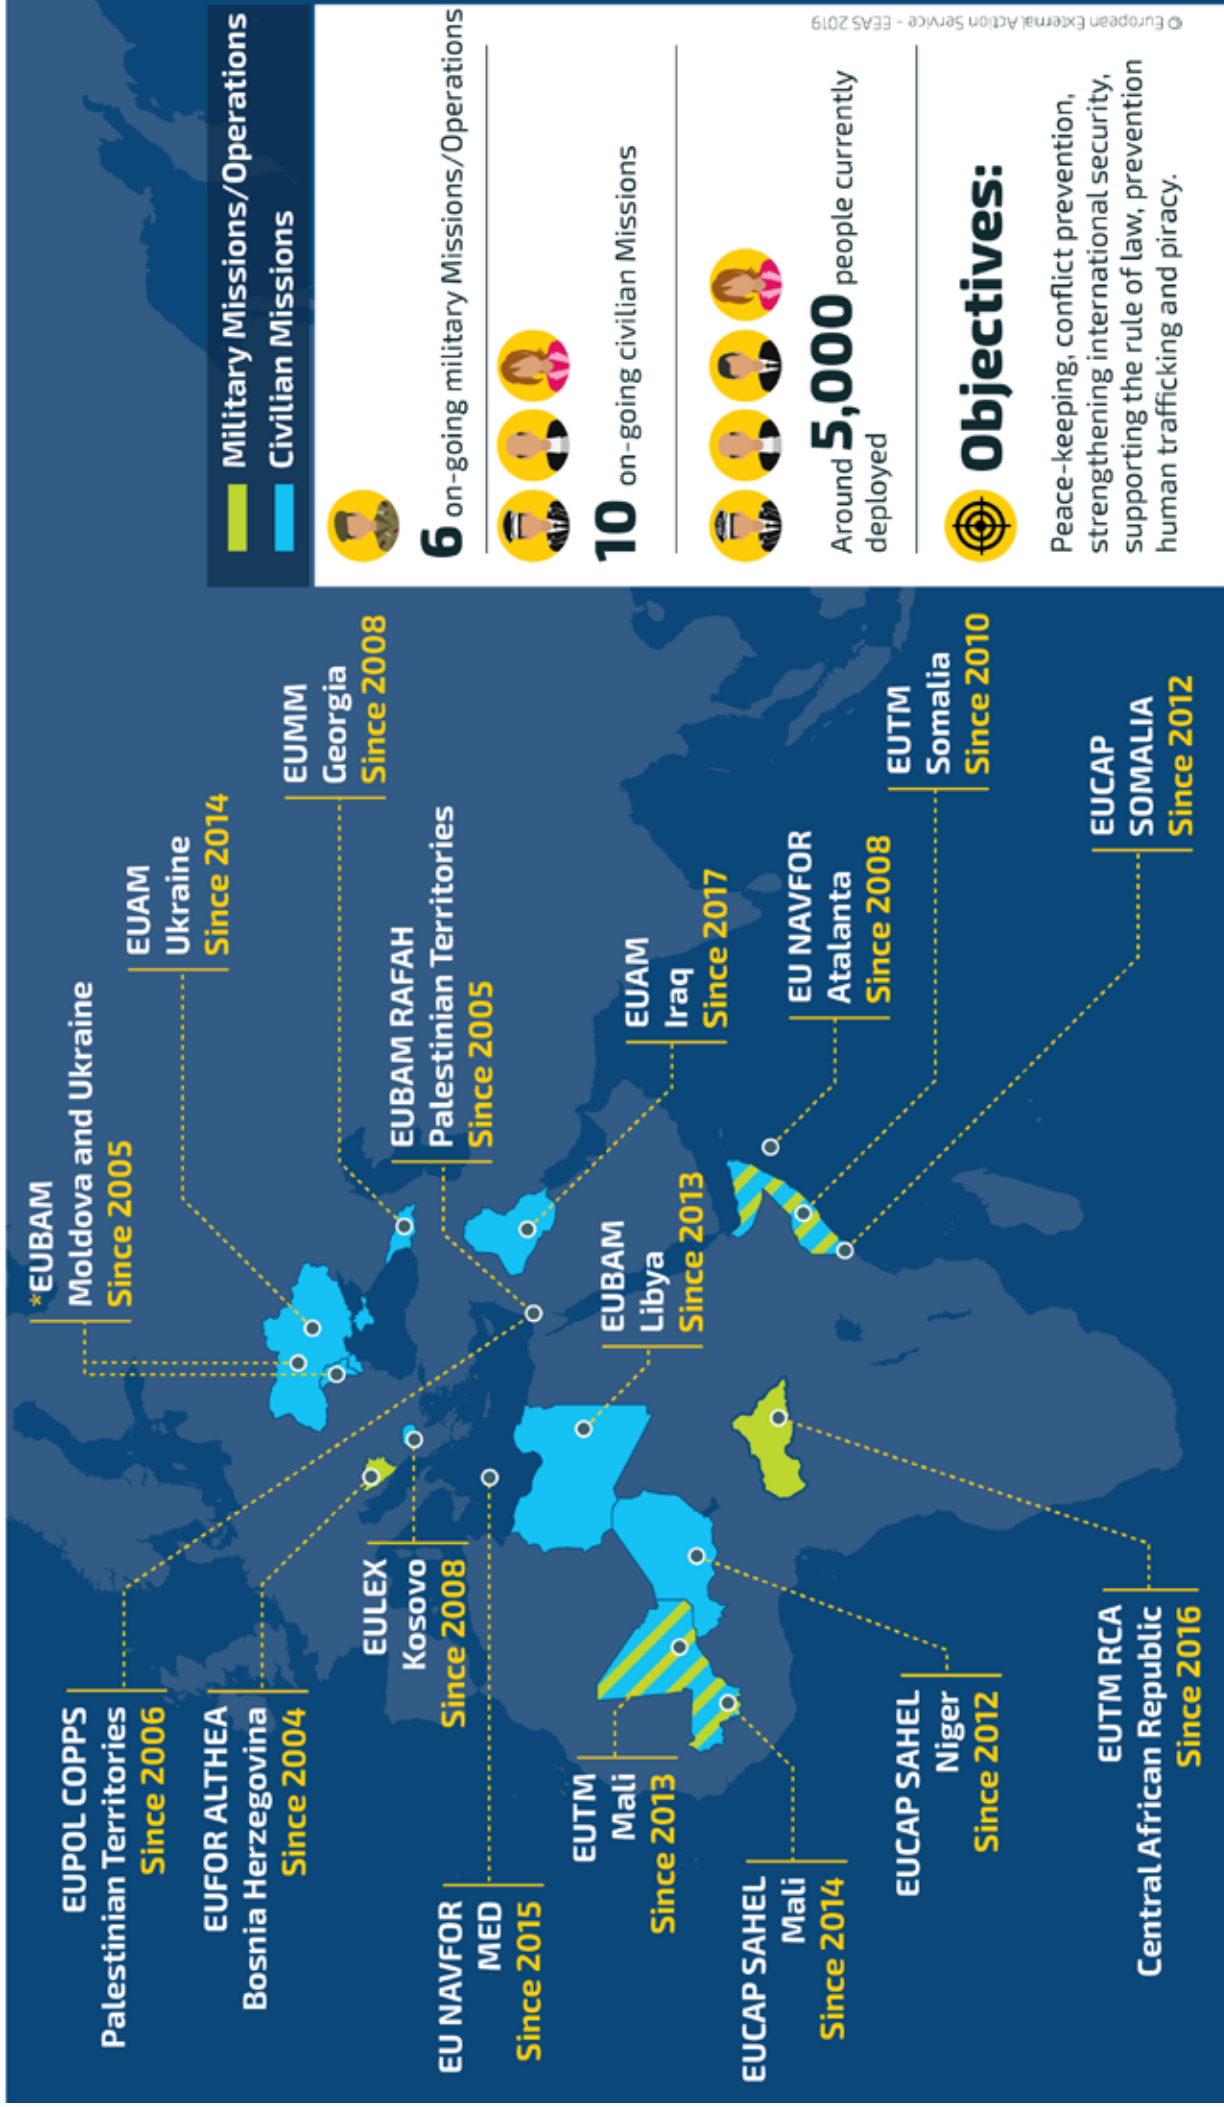 *EUBAM
Moldova and Ukraine
Since 2005
EUAM
Ukraine
Since 2014
EUMM
Georgia
Since 2008
EUBAM RAFAH
Palestinian Territories
Since 2005
EUAM
Iraq
Since 2017
EU NAVFOR
Atalanta
Since 2008
EUTM
Somalia
Since 2010
EUCAP
SOMALIA
Since 2012
EUPOL COPPS
Palestinian Territories
Since 2006
EUFOR ALTHEA
Bosnia Herzegovina
Since 2004
EULEX
Kosovo
Since 2008
EU NAVFOR
MED
Since 2015
EUBAM
Libya
Since 2013
EUTM
Mali
Since 2013
EUCAP SAHEL
Mali
Since 2014
EUCAP SAHEL
Niger
Since 2012
EUTM RCA
Central African Republic
Since 2016
Military Missions/Operations
Civilian Missions
6 on-going military Missions/Operations
10 on-going civilian Missions
Around 5,000 people currently
deployed
Objectives:
Peace-keeping, conflict prevention,
strengthening international security,
supporting the rule of law, prevention
human trafficking and piracy.
© European External Action Service - EEAS 2019